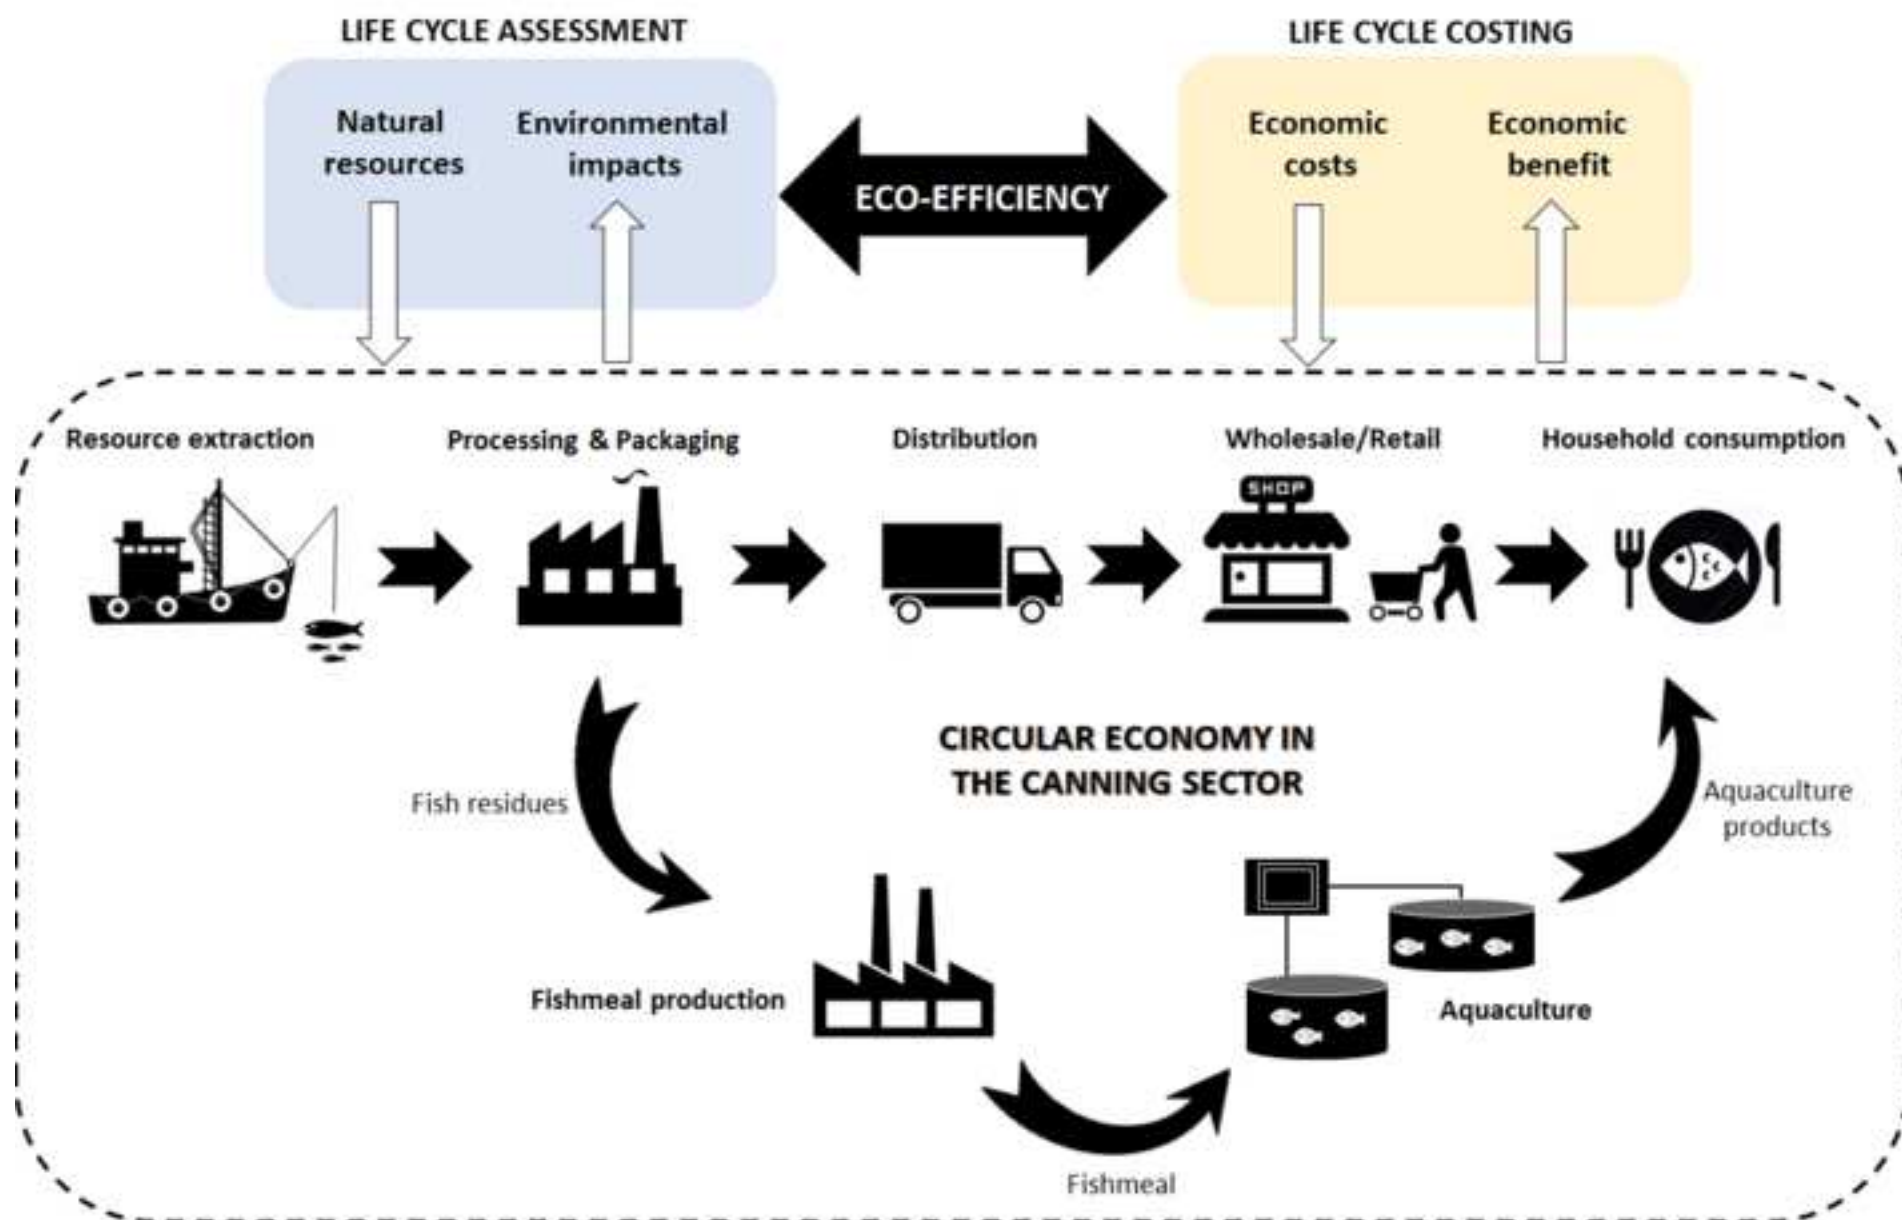 LIFE CYCLE ASSESSMENT
LIFE CYCLE COSTING
Natural
resources
Environmental
impacts
ECO-EFFICIENCY
Economic
costs
Economic
benefit
Resource extraction
Processing & Packaging
Distribution
Wholesale/Retail
Household consumption
SHOP
CIRCULAR ECONOMY IN
THE CANNING SECTOR
Fish residues
Aquaculture
products
Fishmeal production
Aquaculture
Fishmeal